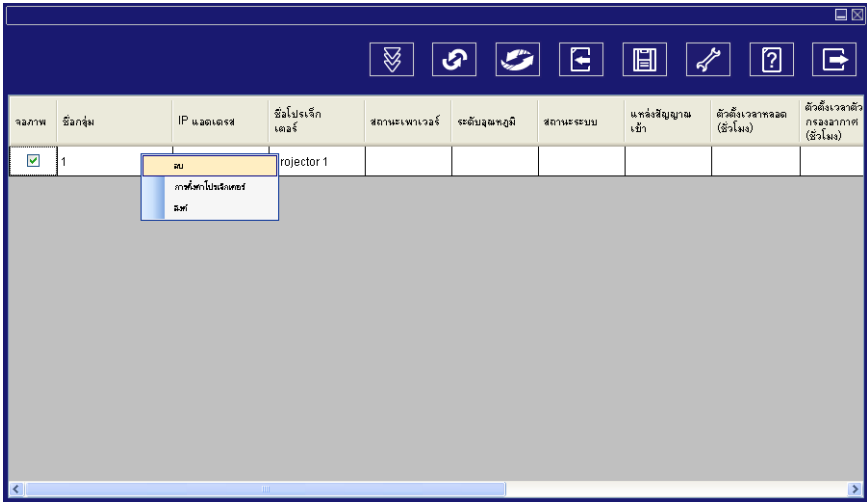 จอภาพ
ชื่อกลุ่ม
IP แอดเดรส
ชื่อโปรเจ็ก
เตอร์
สถานะเพาเวอร์
ระดับอุณหภูมิ
สถานะระบบ
แหล่งสัญญาณ
เข้า
ตัวตั้งเวลาหลอด
(ชั่วโมง)
ตัวตั้งเวลาตัว
กรองอากาศ
(ชั่วโมง)
1
rojector 1
ลบ
การตั้งค่าโปรเจ็กเตอร์
ลิงค์